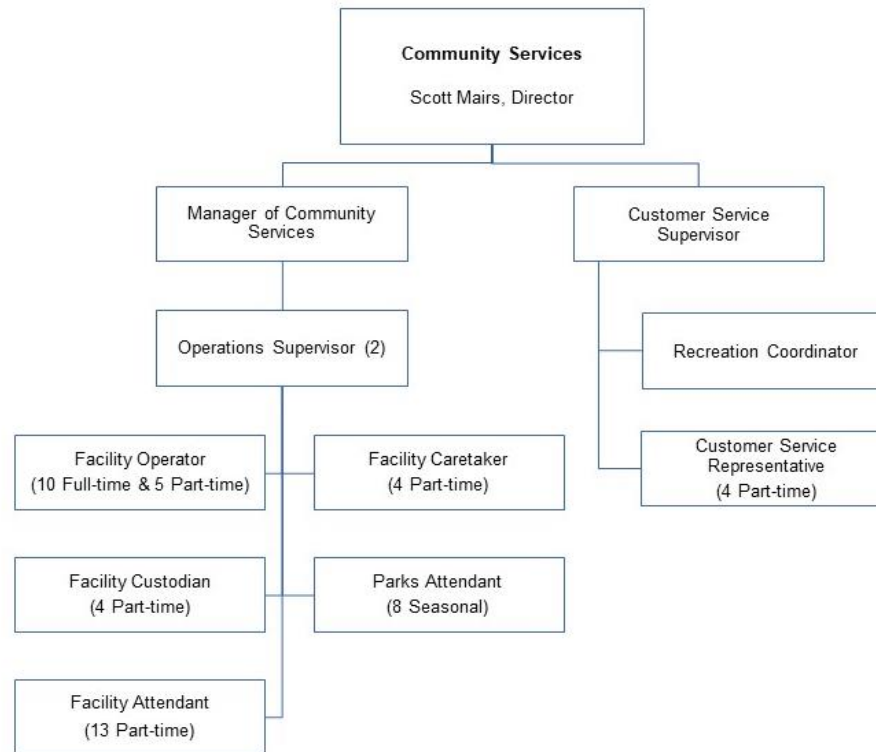 Community Services
Scott Mairs, Director
Manager of Community
Services
Customer Service
Supervisor
Operations Supervisor (2)
Recreation Coordinator
Facility Operator
(10 Full-time & 5 Part-time)
Facility Caretaker
(4 Part-time)
Customer Service
Representative
(4 Part-time)
Facility Custodian
(4 Part-time)
Parks Attendant
(8 Seasonal)
Facility Attendant
(13 Part-time)